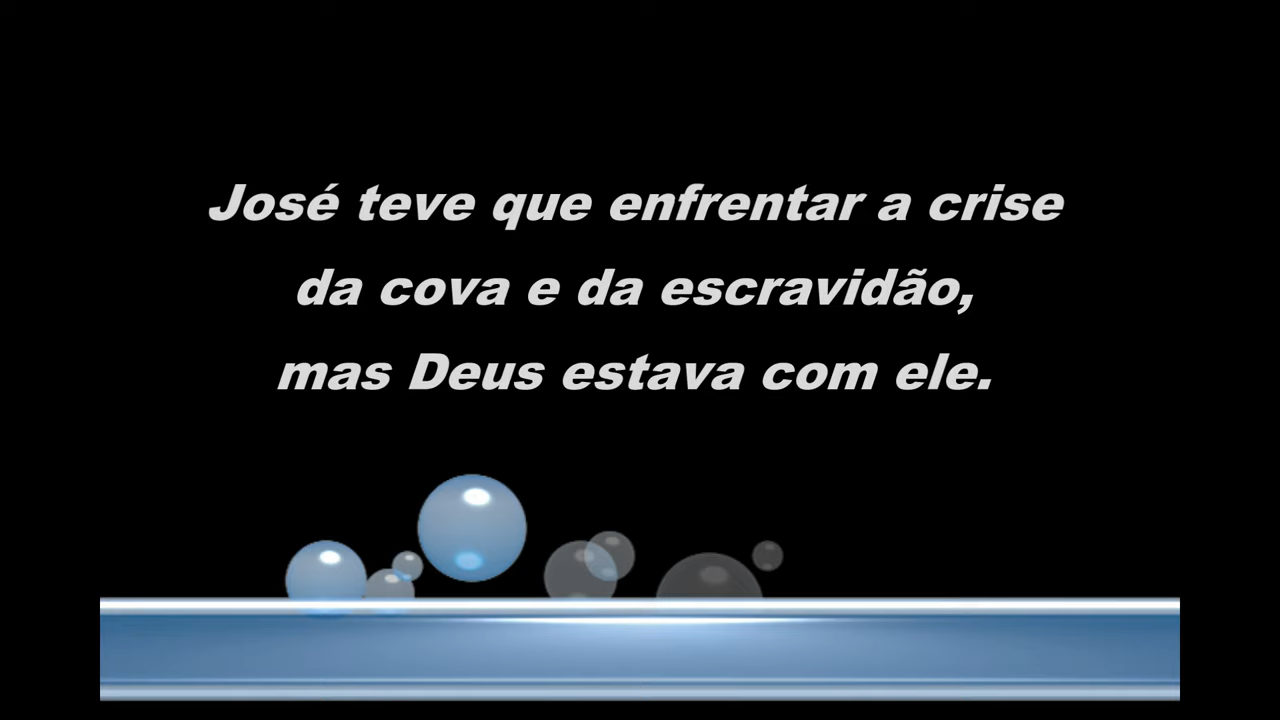 José teve que enfrentar a crise
da cova e da escravidão,
mas Deus estava com ele.